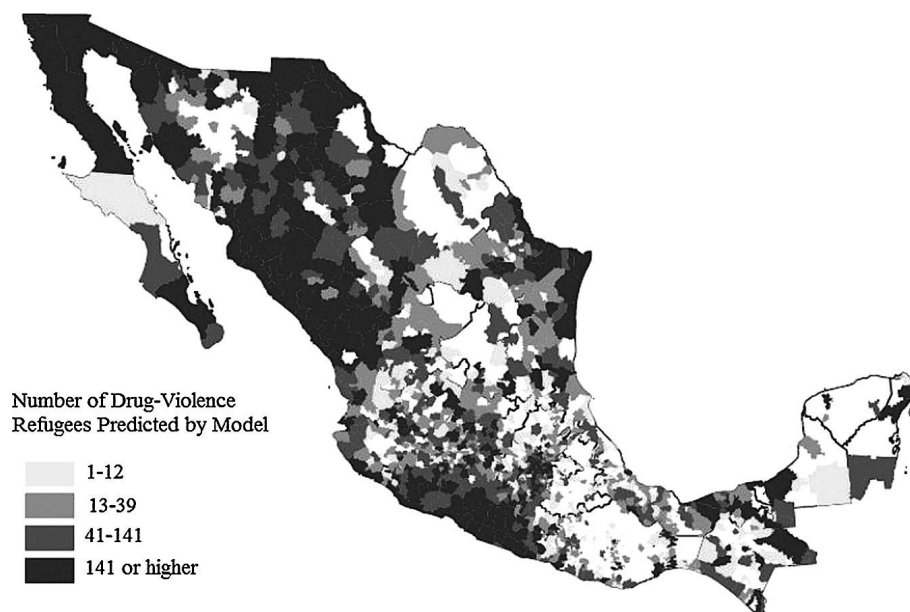 Number of Drug-Violence
Refugees Predicted by Model
1-12
13-39
41-141
141 or higher